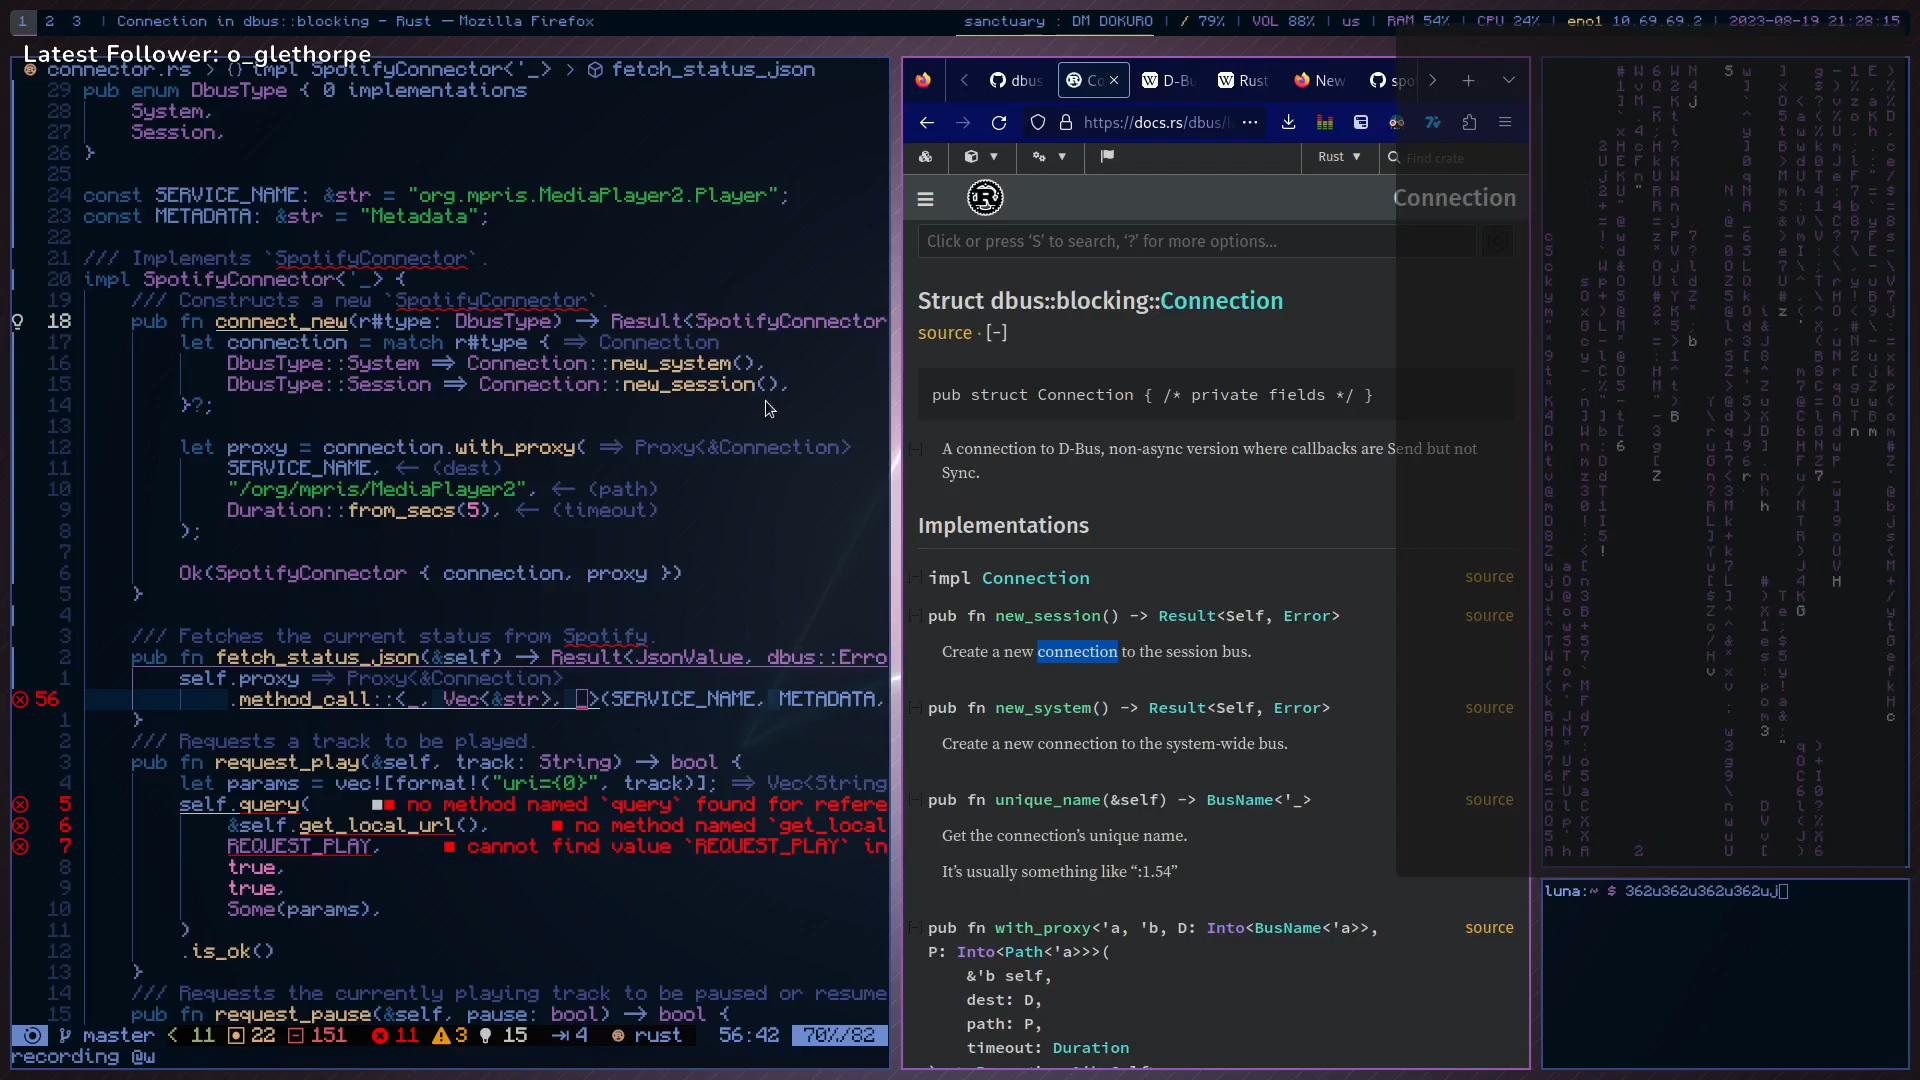 1 2 3 | Connection in dbus::blocking - Rust — Mozilla Firefox
sanctuary : DM DOKURO | / 79% | VOL 88% | us | RAM 54% | CPU 24% | eno1 10.69.69.2 | 2023-08-19 21:28:15
Latest Follower: o_glethorpe
connector.rs > {} impl SpotifyConnector<'_> > fetch_status_json
29 pub enum DbusType { 0 implementations
28 System,
27 Session,
26 }
25
24 const SERVICE_NAME: &str = "org.mpris.MediaPlayer2.Player";
23 const METADATA: &str = "Metadata";
22
21 /// Implements `SpotifyConnector`.
20 impl SpotifyConnector<'_> {
19 /// Constructs a new `SpotifyConnector`.
18 pub fn connect_new(r#type: DbusType) -> Result<SpotifyConnector
17 let connection = match r#type { => Connection
16 DbusType::System => Connection::new_system(),
15 DbusType::Session => Connection::new_session(),
14 }?;
13
12 let proxy = connection.with_proxy( => Proxy<&Connection>
11 SERVICE_NAME, <- (dest)
10 "/org/mpris/MediaPlayer2", <- (path)
9 Duration::from_secs(5), <- (timeout)
8 );
7
6 Ok(SpotifyConnector { connection, proxy })
5 }
4
3 /// Fetches the current status from Spotify.
2 pub fn fetch_status_json(&self) -> Result<JsonValue, dbus::Erro
1 self.proxy => Proxy<&Connection>
56 .method_call::<_, Vec<&str>, _>(SERVICE_NAME, METADATA,
1 }
2 /// Requests a track to be played.
3 pub fn request_play(&self, track: String) -> bool {
4 let params = vec![format!("uri={0}", track)]; => Vec<String
5 self.query( ■■ no method named `query` found for refere
6 &self.get_local_url(), ■ no method named `get_local
7 REQUEST_PLAY, ■ cannot find value `REQUEST_PLAY` in
8 true,
9 true,
10 Some(params),
11 )
12 .is_ok()
13 }
14 /// Requests the currently playing track to be paused or resume
15 pub fn request_pause(&self, pause: bool) -> bool {
master < 11 22 151 11 3 15 4 rust 56:42 70%/82
recording @w
dbus Co × D-Bu Rust New spo
https://docs.rs/dbus/l
Rust Find crate
Connection
Click or press ‘S’ to search, ‘?’ for more options...
Struct dbus::blocking::Connection
source · [−]
pub struct Connection { /* private fields */ }
A connection to D-Bus, non-async version where callbacks are Send but not
Sync.
Implementations
impl Connection source
pub fn new_session() -> Result<Self, Error> source
Create a new connection to the session bus.
pub fn new_system() -> Result<Self, Error> source
Create a new connection to the system-wide bus.
pub fn unique_name(&self) -> BusName<'_> source
Get the connection’s unique name.
It’s usually something like “:1.54”
pub fn with_proxy<'a, 'b, D: Into<BusName<'a>>, source
P: Into<Path<'a>>>(
&'b self,
dest: D,
path: P,
timeout: Duration
luna:~ $ 362u362u362u362uj